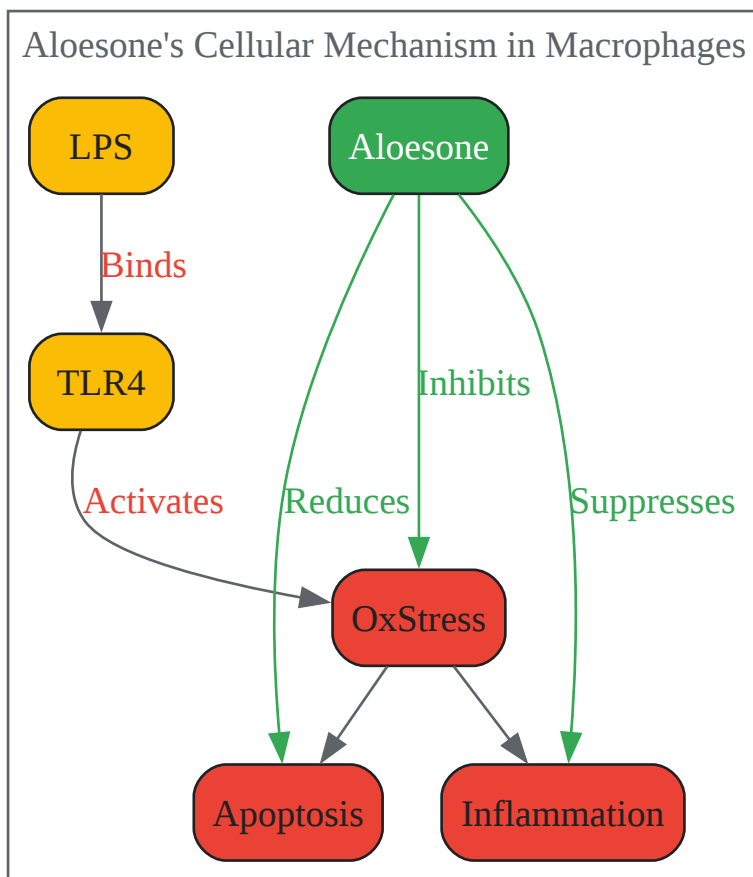 Aloesone's Cellular Mechanism in Macrophages
LPS
Aloesone
Binds
TLR4
Inhibits
Activates
Reduces
Suppresses
OxStress
Apoptosis
Inflammation